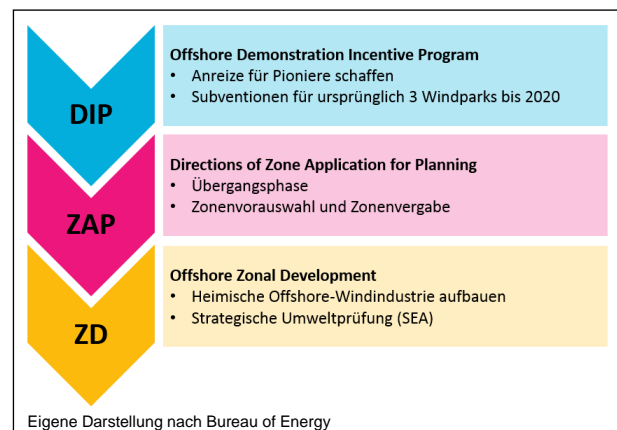 DIP
Offshore Demonstration Incentive Program
• Anreize für Pioniere schaffen
• Subventionen für ursprünglich 3 Windparks bis 2020
ZAP
Directions of Zone Application for Planning
• Übergangsphase
• Zonenvorauswahl und Zonenvergabe
ZD
Offshore Zonal Development
• Heimische Offshore-Windindustrie aufbauen
• Strategische Umweltprüfung (SEA)
Eigene Darstellung nach Bureau of Energy